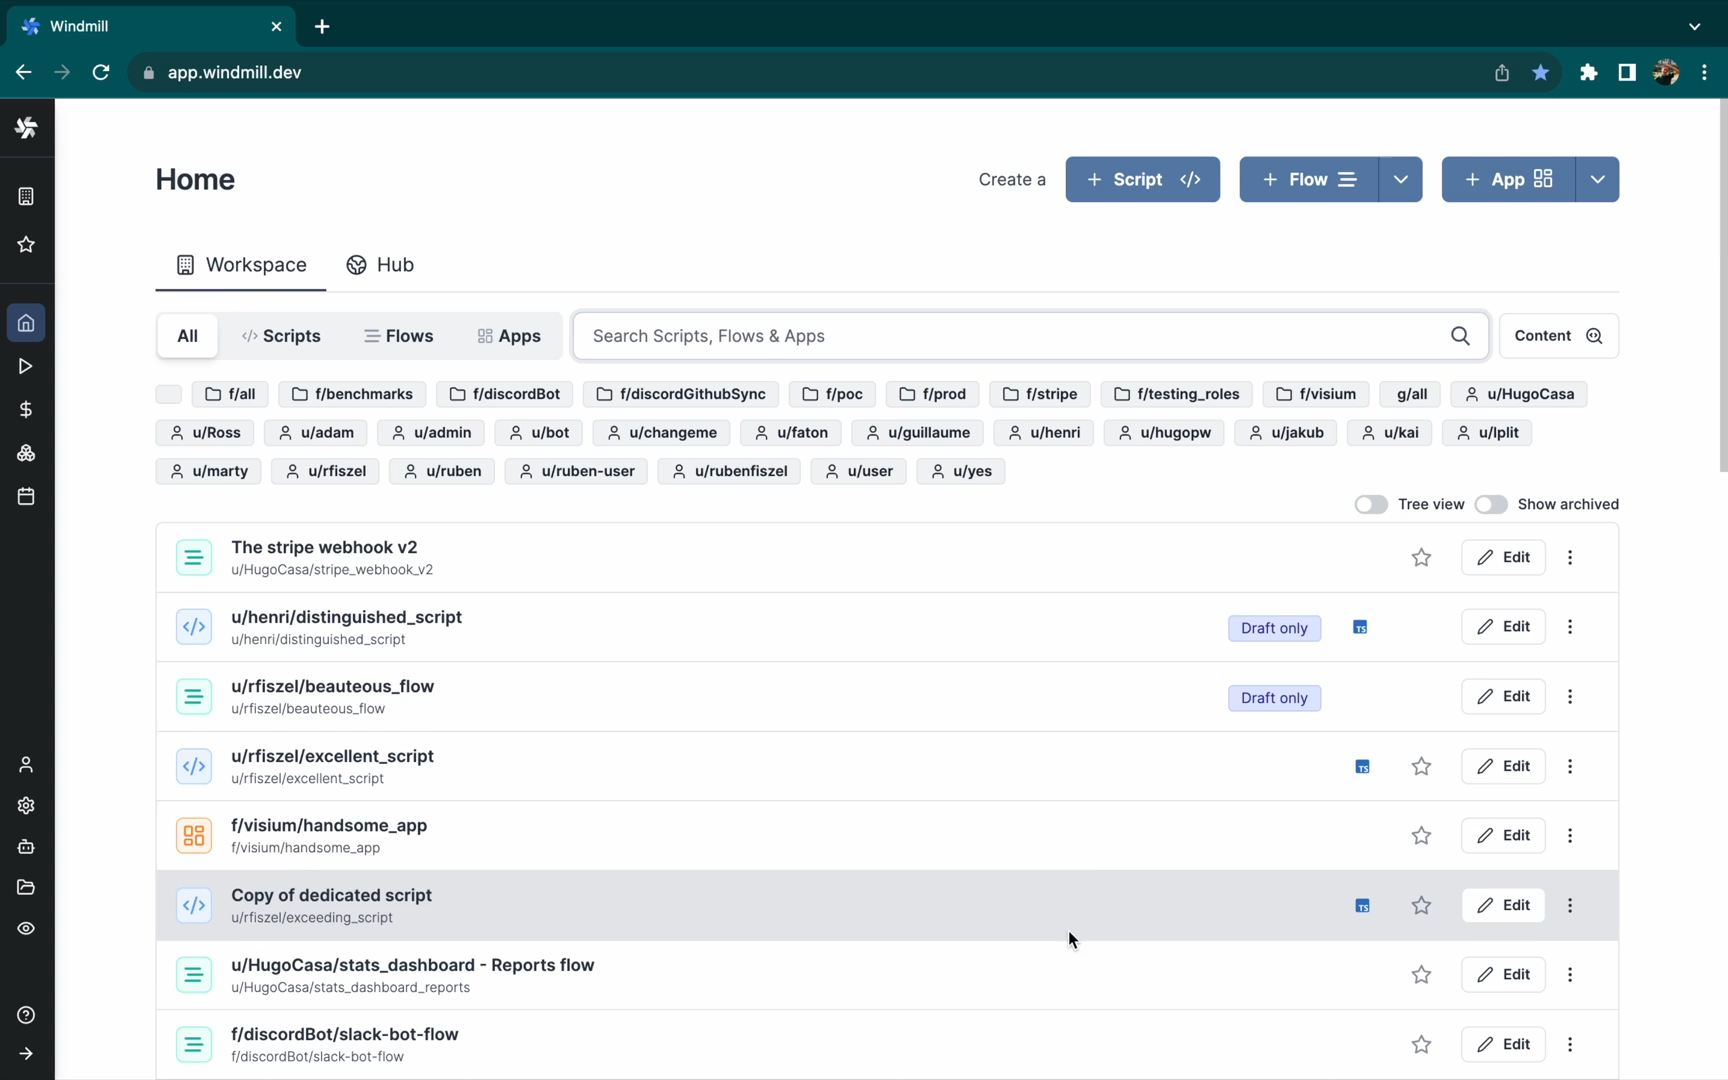 Windmill
app.windmill.dev
Home
Create a + Script + Flow + App
Workspace Hub
All Scripts Flows Apps Search Scripts, Flows & Apps Content
f/all f/benchmarks f/discordBot f/discordGithubSync f/poc f/prod f/stripe f/testing_roles f/visium g/all u/HugoCasa
u/Ross u/adam u/admin u/bot u/changeme u/faton u/guillaume u/henri u/hugopw u/jakub u/kai u/lplit
u/marty u/rfiszel u/ruben u/ruben-user u/rubenfiszel u/user u/yes
Tree view Show archived
The stripe webhook v2
u/HugoCasa/stripe_webhook_v2
Edit
u/henri/distinguished_script
u/henri/distinguished_script
Draft only TS Edit
u/rfiszel/beauteous_flow
u/rfiszel/beauteous_flow
Draft only Edit
u/rfiszel/excellent_script
u/rfiszel/excellent_script
TS Edit
f/visium/handsome_app
f/visium/handsome_app
Edit
Copy of dedicated script
u/rfiszel/exceeding_script
TS Edit
u/HugoCasa/stats_dashboard - Reports flow
u/HugoCasa/stats_dashboard_reports
Edit
f/discordBot/slack-bot-flow
f/discordBot/slack-bot-flow
Edit